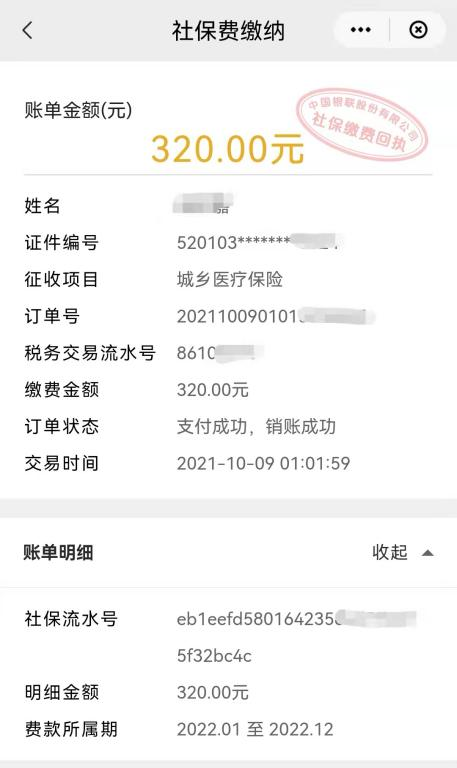 社保费缴纳
账单金额(元)
中国银联股份有限公司
社保缴费回执
320.00元
姓名
证件编号 520103*******
征收项目 城乡医疗保险
订单号 20211009010
税务交易流水号 8610
缴费金额 320.00元
订单状态 支付成功，销账成功
交易时间 2021-10-09 01:01:59
账单明细 收起
社保流水号 eb1eefd580164235
5f32bc4c
明细金额 320.00元
费款所属期 2022.01 至 2022.12